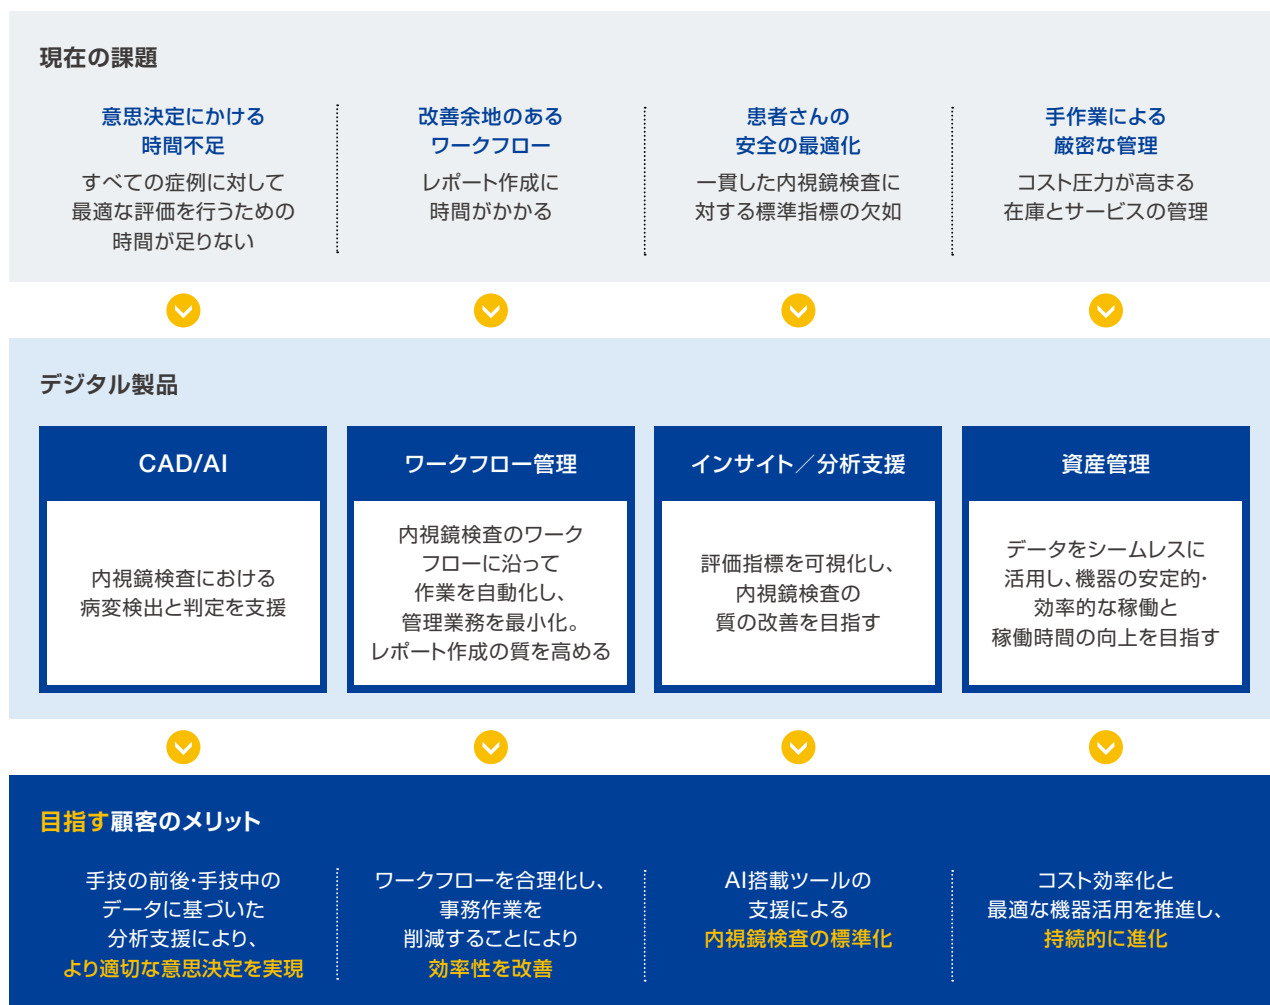 現在の課題
意思決定にかける
時間不足
すべての症例に対して
最適な評価を行うための
時間が足りない
改善余地のある
ワークフロー
レポート作成に
時間がかかる
患者さんの
安全の最適化
一貫した内視鏡検査に
対する標準指標の欠如
手作業による
厳密な管理
コスト圧力が高まる
在庫とサービスの管理
デジタル製品
CAD/AI
内視鏡検査における
病変検出と判定を支援
ワークフロー管理
内視鏡検査のワーク
フローに沿って
作業を自動化し、
管理業務を最小化。
レポート作成の質を高める
インサイト／分析支援
評価指標を可視化し、
内視鏡検査の
質の改善を目指す
資産管理
データをシームレスに
活用し、機器の安定的・
効率的な稼働と
稼働時間の向上を目指す
目指す顧客のメリット
手技の前後・手技中の
データに基づいた
分析支援により、
より適切な意思決定を実現
ワークフローを合理化し、
事務作業を
削減することにより
効率性を改善
AI搭載ツールの
支援による
内視鏡検査の標準化
コスト効率化と
最適な機器活用を推進し、
持続的に進化